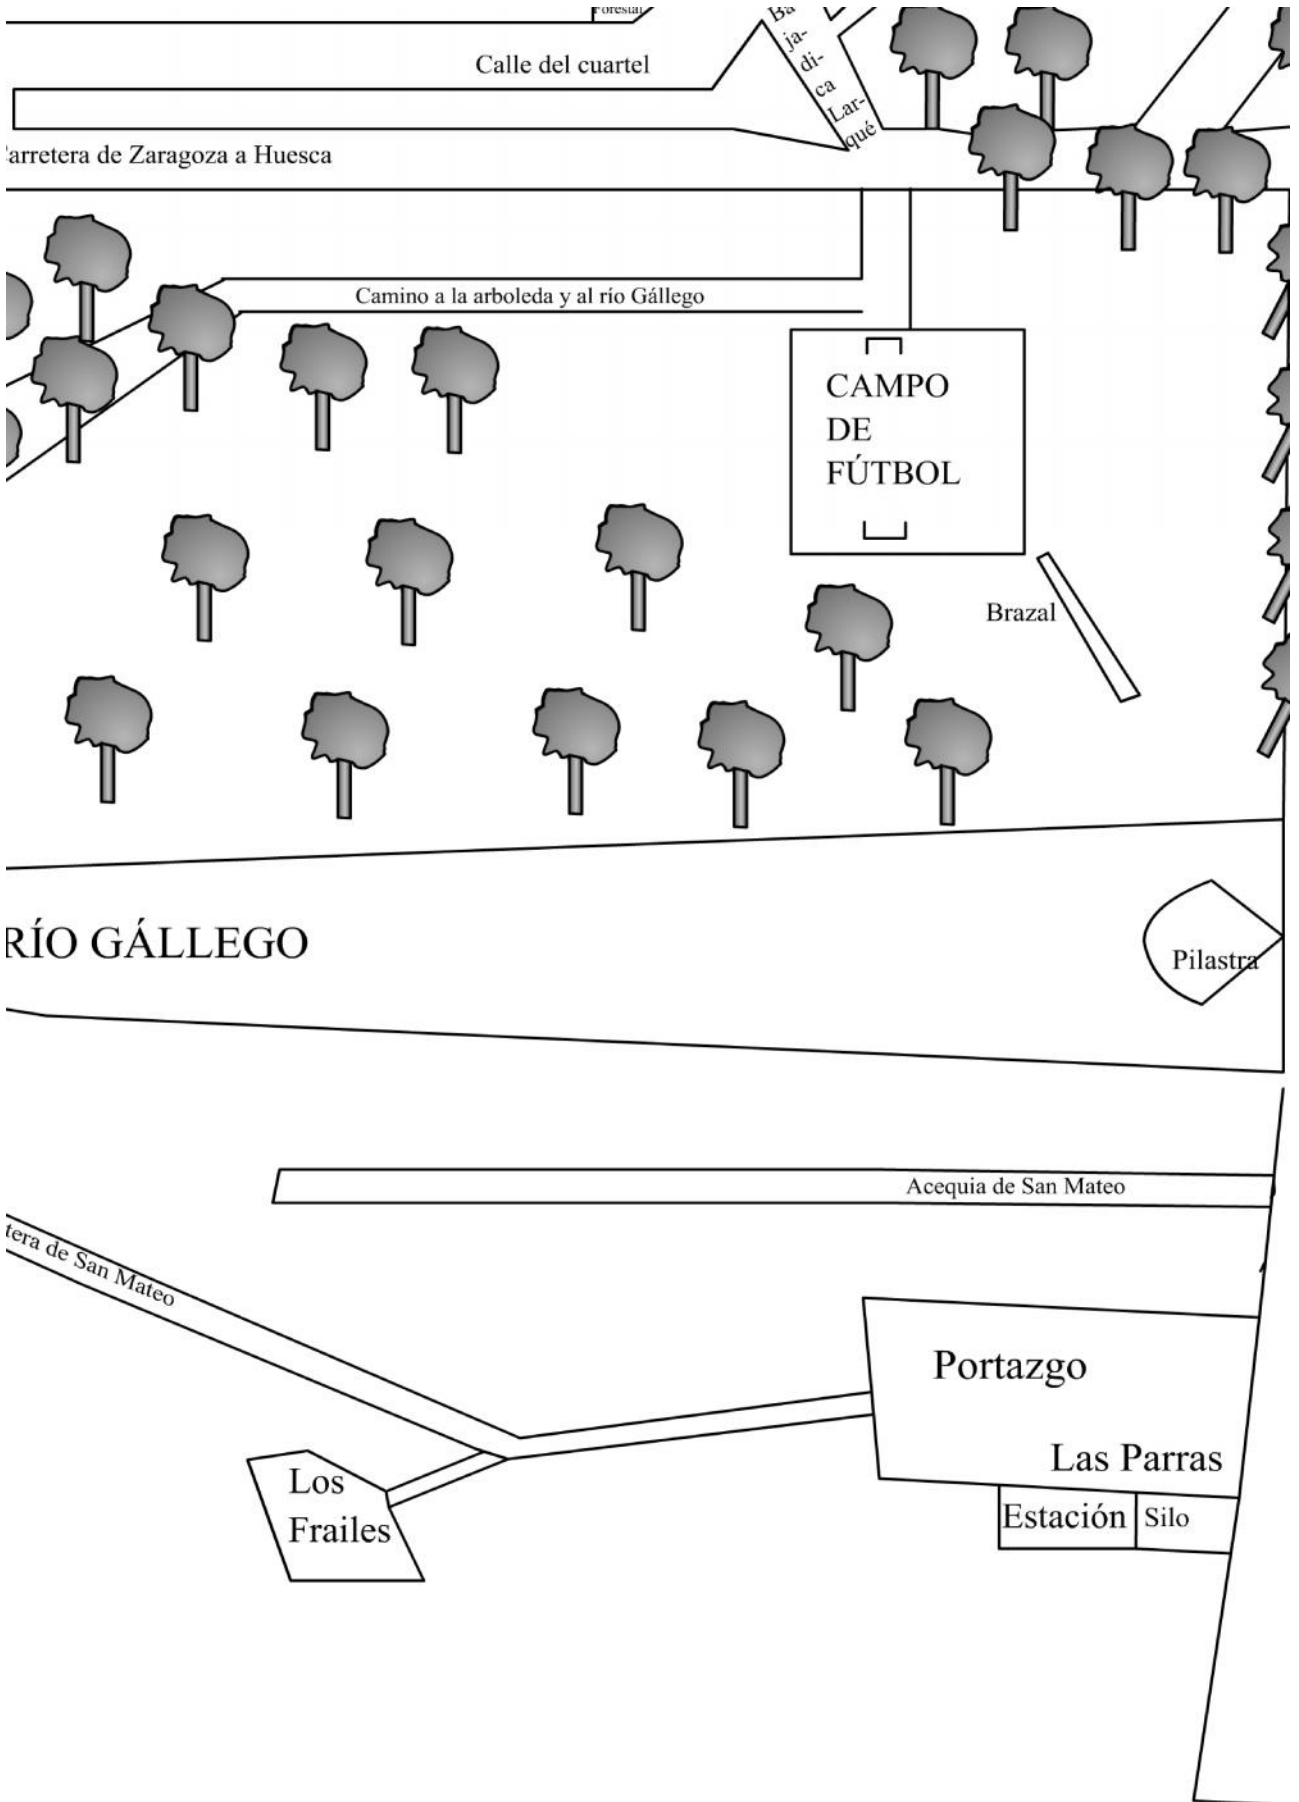 Forestal
Ba
ja-
di-
ca
Lar-
qué
Calle del cuartel
arretera de Zaragoza a Huesca
Camino a la arboleda y al río Gállego
CAMPO
DE
FÚTBOL
Brazal
RÍO GÁLLEGO
Pilastra
Acequia de San Mateo
tera de San Mateo
Portazgo
Las Parras
Los
Frailes
Estación
Silo